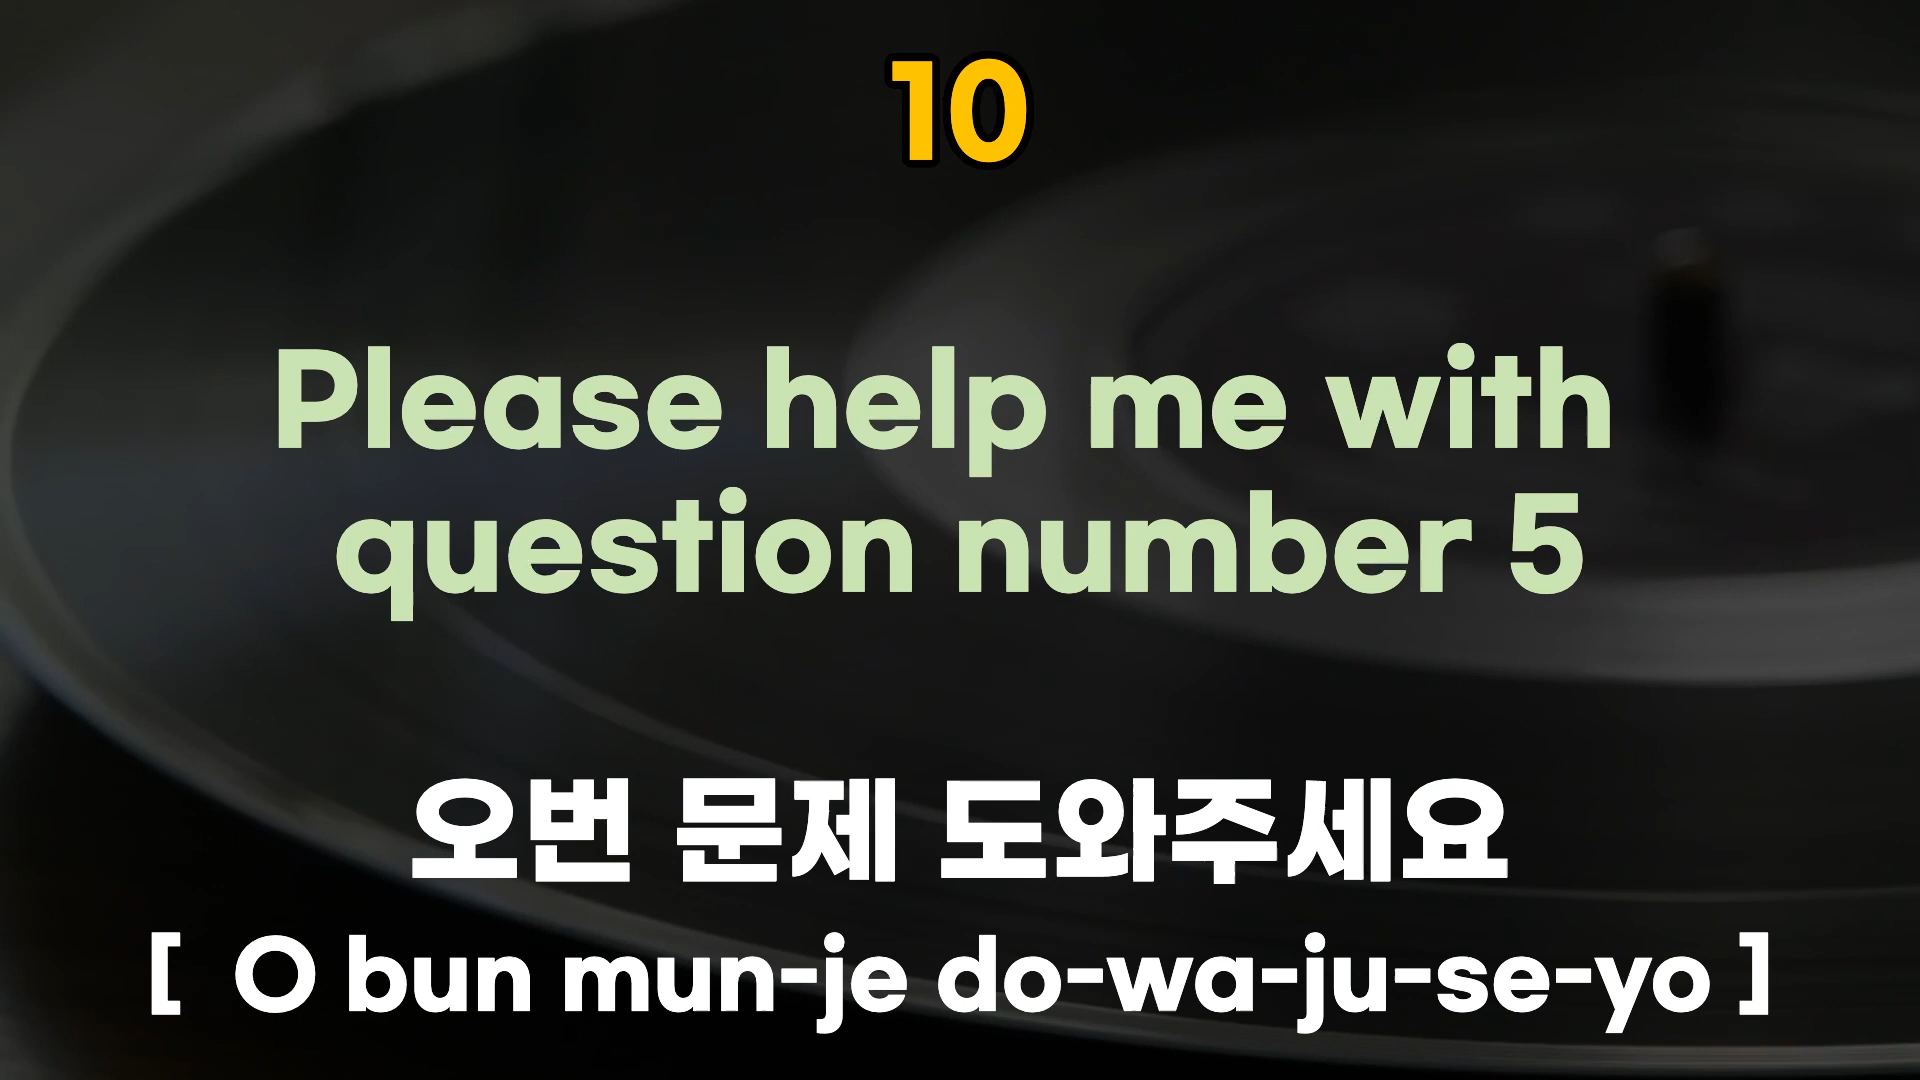 10
Please help me with
question number 5
오번 문제 도와주세요
[ O bun mun-je do-wa-ju-se-yo ]